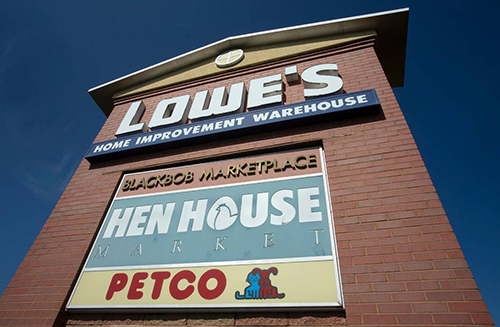 LOWE'S
HOME IMPROVEMENT WAREHOUSE
BLACKBOB MARKETPLACE
HEN HOUSE
MARKET
PETCO